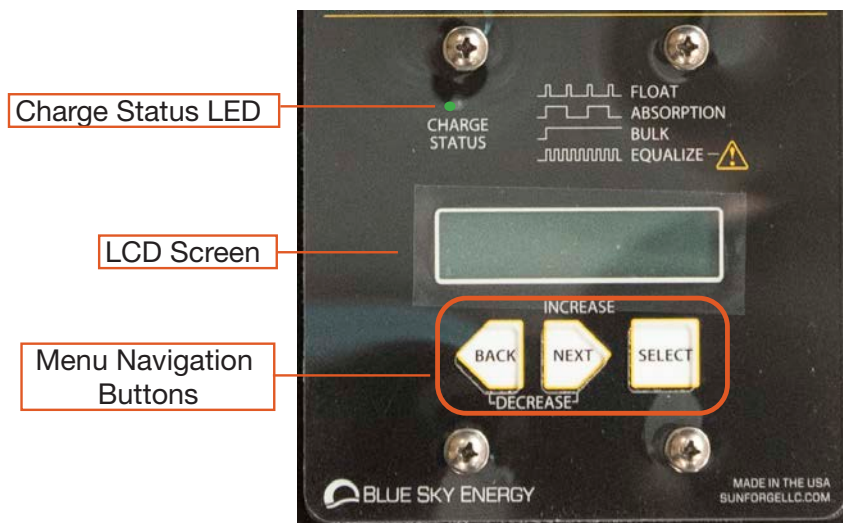 Charge Status LED
CHARGE
STATUS
FLOAT
ABSORPTION
BULK
EQUALIZE
LCD Screen
INCREASE
BACK
NEXT
SELECT
DECREASE
Menu Navigation
Buttons
BLUE SKY ENERGY
MADE IN THE USA
SUNFORGELLC.COM